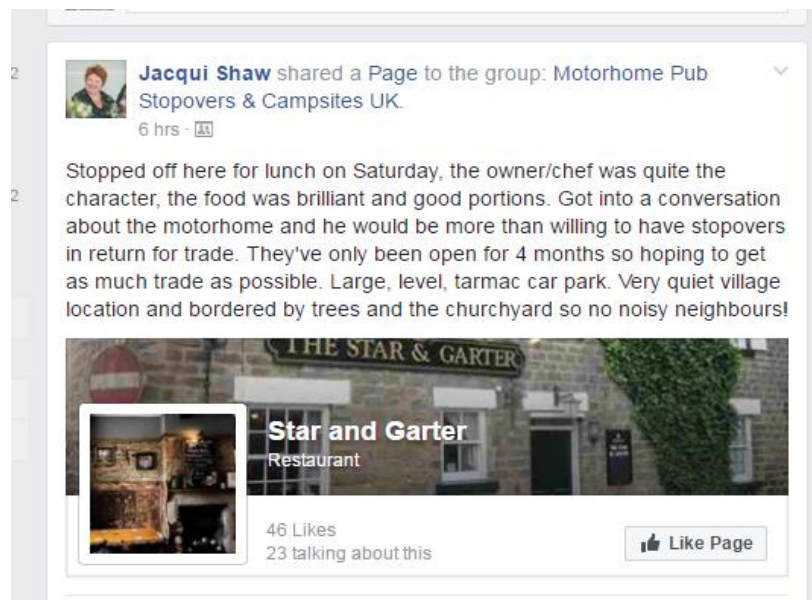 2
2
Jacqui Shaw shared a Page to the group: Motorhome Pub
Stopovers & Campsites UK.
6 hrs ·
Stopped off here for lunch on Saturday, the owner/chef was quite the
character, the food was brilliant and good portions. Got into a conversation
about the motorhome and he would be more than willing to have stopovers
in return for trade. They've only been open for 4 months so hoping to get
as much trade as possible. Large, level, tarmac car park. Very quiet village
location and bordered by trees and the churchyard so no noisy neighbours!
THE STAR & GARTER
Star and Garter
Restaurant
46 Likes
23 talking about this
Like Page